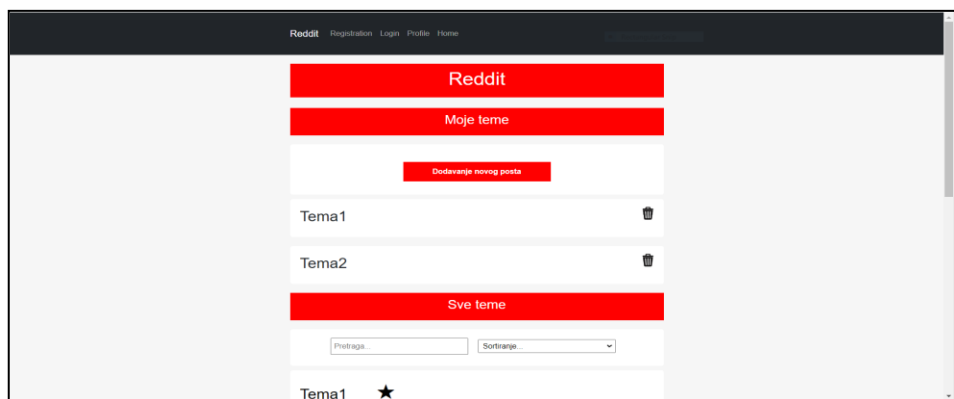 Reddit Registration Login Profile Home
Reddit
Moje teme
Dodavanje novog posta
Tema1
Tema2
Sve teme
Pretraga... Sortiranje...
Tema1